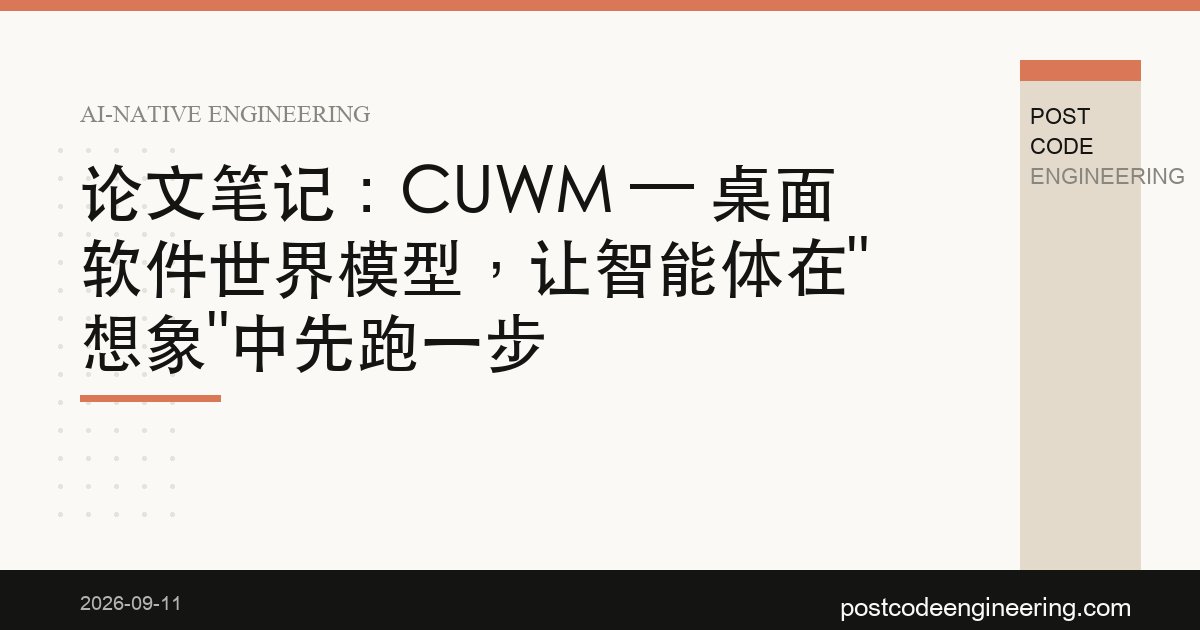 AI-NATIVE ENGINEERING
论文笔记：CUWM — 桌面
软件世界模型，让智能体在"
想象"中先跑一步
POST
CODE
ENGINEERING
2026-09-11
postcodeengineering.com